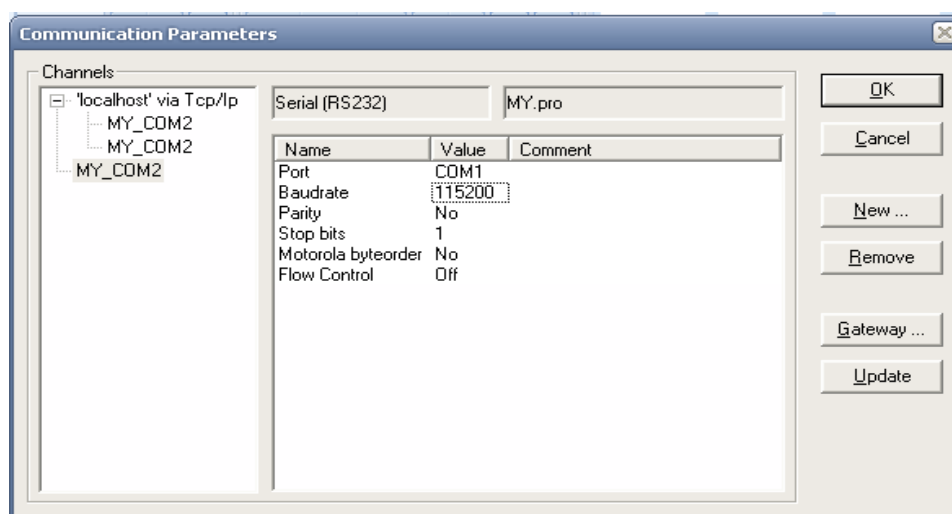 Communication Parameters
Channels
'localhost' via Tcp/Ip
MY_COM2
MY_COM2
MY_COM2
Serial (RS232)
MY.pro
Name Value Comment
Port COM1
Baudrate 115200
Parity No
Stop bits 1
Motorola byteorder No
Flow Control Off
OK
Cancel
New ...
Remove
Gateway ...
Update